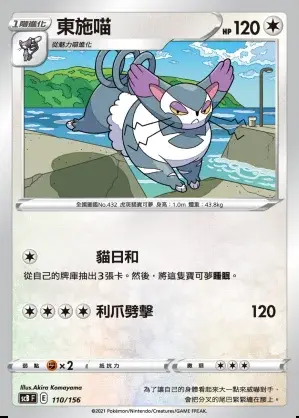 1階進化 東施喵 HP 120
從魅力喵進化
全國圖鑑No.432 虎斑貓寶可夢 身高：1.0m 體重：43.8kg
貓日和
從自己的牌庫抽出3張卡。然後，將這隻寶可夢睡眠。
利爪劈擊 120
弱點 ×2 抵抗力 撤退
Illus.Akira Komayama
sc3 F E 110/156
為了讓自己的身體看起來大一點來威嚇對手，
會把分叉的尾巴緊緊纏在腰上。
©2021 Pokémon/Nintendo/Creatures/GAME FREAK.